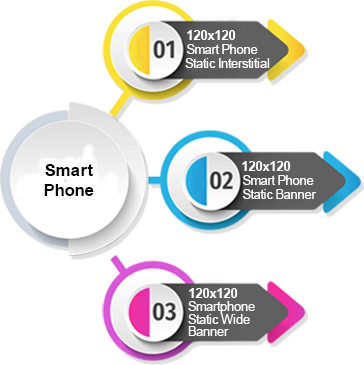 01
120x120
Smart Phone
Static Interstitial
Smart
Phone
02
120x120
Smart Phone
Static Banner
03
120x120
Smartphone
Static Wide
Banner